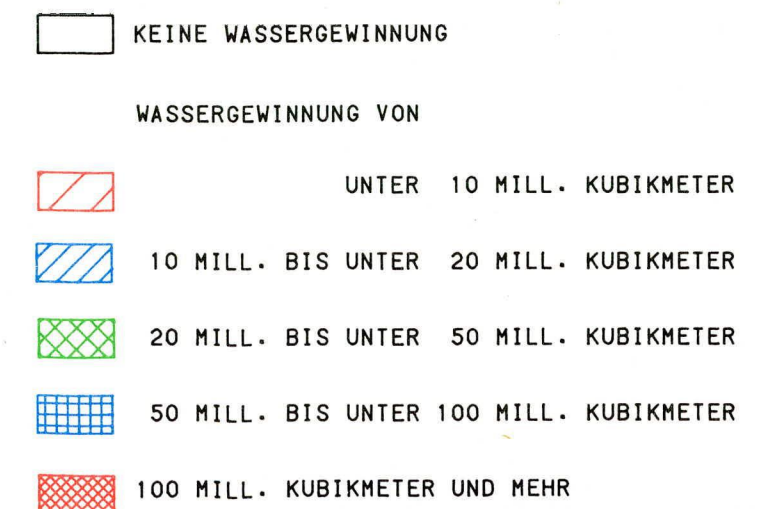 KEINE WASSERGEWINNUNG
WASSERGEWINNUNG VON
UNTER 10 MILL. KUBIKMETER
10 MILL. BIS UNTER 20 MILL. KUBIKMETER
20 MILL. BIS UNTER 50 MILL. KUBIKMETER
50 MILL. BIS UNTER 100 MILL. KUBIKMETER
100 MILL. KUBIKMETER UND MEHR